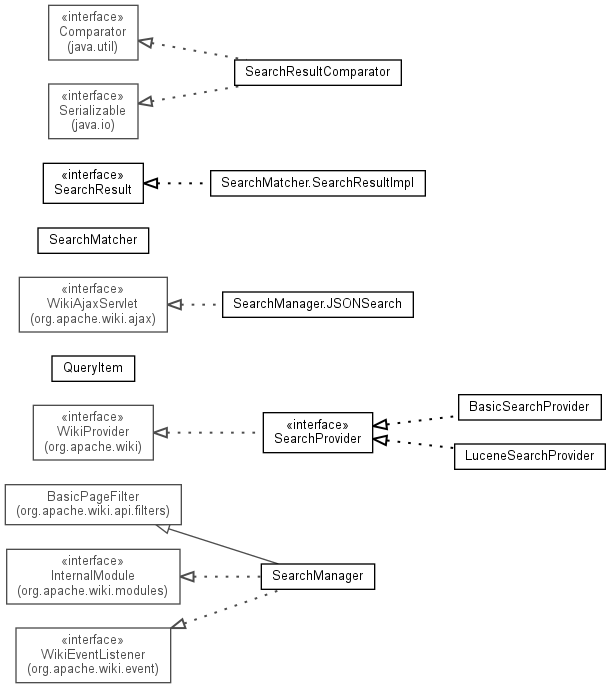 «interface»
Comparator
(java.util)
SearchResultComparator
«interface»
Serializable
(java.io)
«interface»
SearchResult
SearchMatcher.SearchResultImpl
SearchMatcher
«interface»
WikiAjaxServlet
(org.apache.wiki.ajax)
SearchManager.JSONSearch
QueryItem
«interface»
WikiProvider
(org.apache.wiki)
«interface»
SearchProvider
BasicSearchProvider
LuceneSearchProvider
BasicPageFilter
(org.apache.wiki.api.filters)
«interface»
InternalModule
(org.apache.wiki.modules)
SearchManager
«interface»
WikiEventListener
(org.apache.wiki.event)